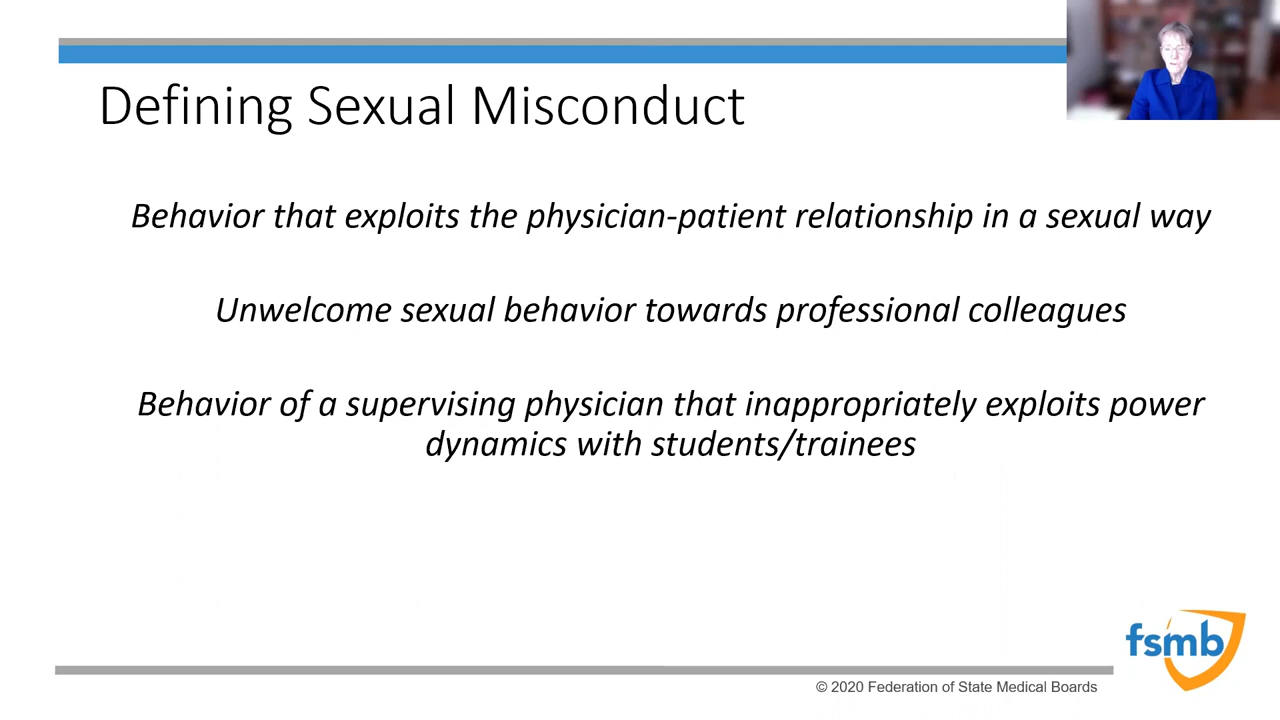 Defining Sexual Misconduct
Behavior that exploits the physician-patient relationship in a sexual way
Unwelcome sexual behavior towards professional colleagues
Behavior of a supervising physician that inappropriately exploits power
dynamics with students/trainees
fsmb
© 2020 Federation of State Medical Boards